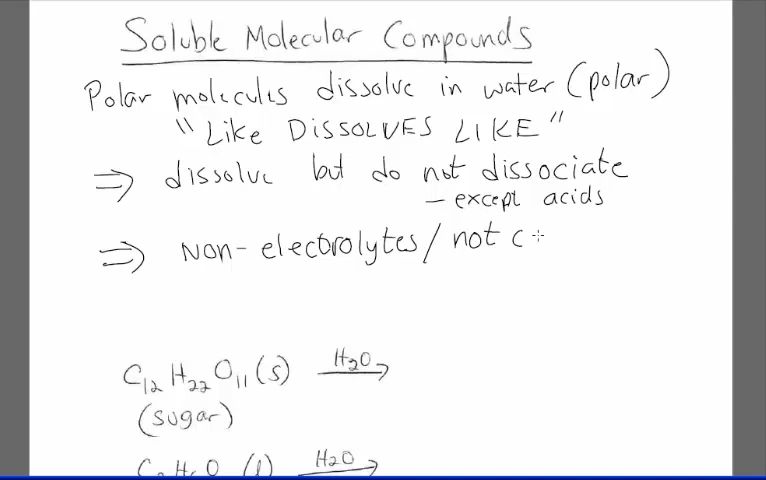 Soluble Molecular Compounds
Polar molecules dissolve in water (polar)
"Like DISSOLVES LIKE"
⇒ dissolve but do not dissociate
- except acids
⇒ Non-electrolytes/not c
C₁₂H₂₂O₁₁(s) H₂O→
(sugar)
(l) H₂O→